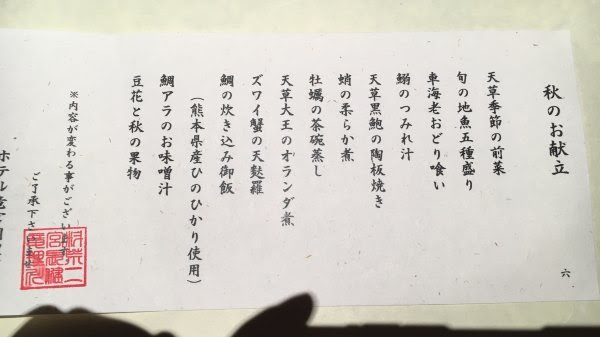 秋のお献立
天草季節の前菜
旬の地魚五種盛り
車海老おどり喰い
鰯のつみれ汁
天草黒鮑の陶板焼き
蛸の柔らか煮
牡蠣の茶碗蒸し
天草大王のオランダ煮
ズワイ蟹の天麩羅
鯛の炊き込み御飯
（熊本県産ひのひかり使用）
鯛アラのお味噌汁
豆花と秋の果物
※内容が変わる事がござい
ご了承下さ
ホテル
六